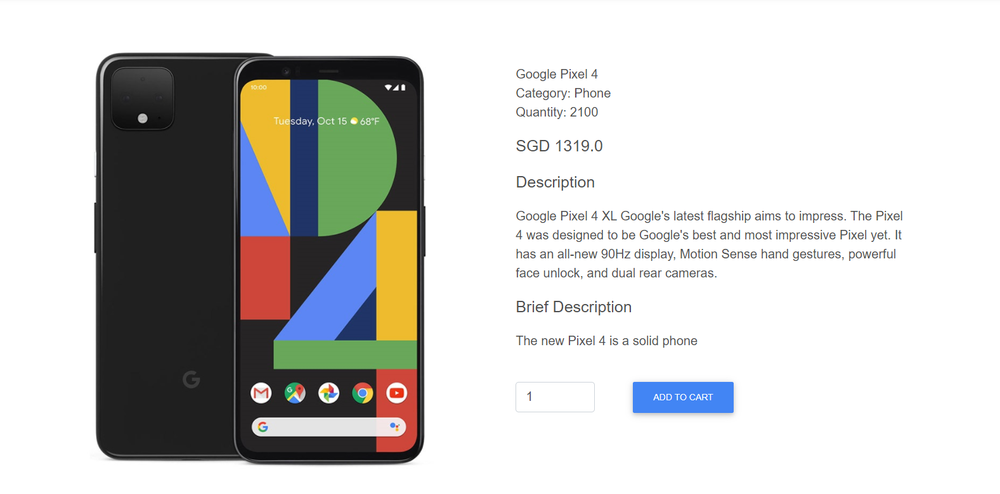 10:00
Tuesday, Oct 15 68°F
G
G
Google Pixel 4
Category: Phone
Quantity: 2100
SGD 1319.0
Description
Google Pixel 4 XL Google's latest flagship aims to impress. The Pixel
4 was designed to be Google's best and most impressive Pixel yet. It
has an all-new 90Hz display, Motion Sense hand gestures, powerful
face unlock, and dual rear cameras.
Brief Description
The new Pixel 4 is a solid phone
1
ADD TO CART